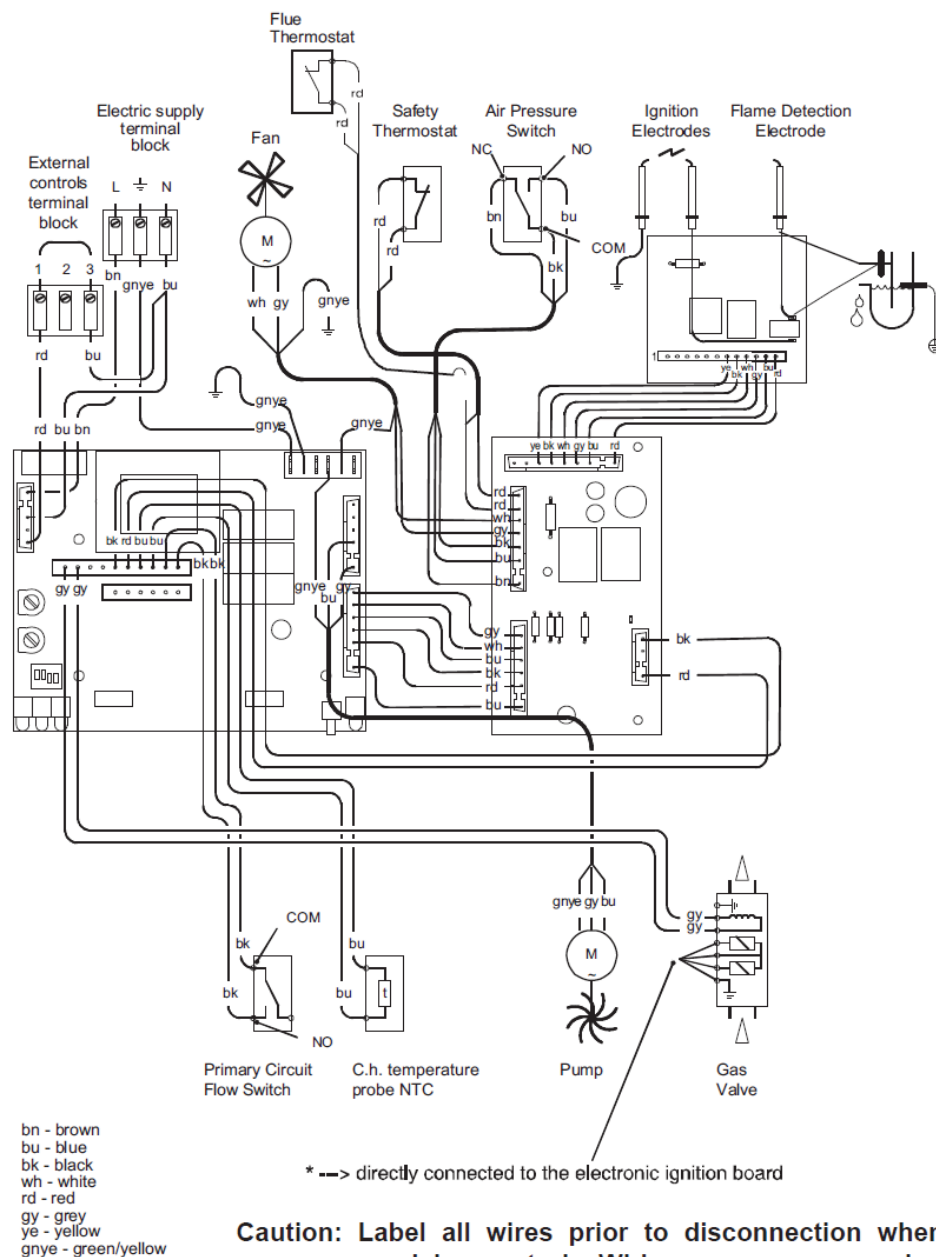 Flue
Thermostat
Electric supply
terminal
block
Fan
Safety
Thermostat
Air Pressure
Switch
Ignition
Electrodes
Flame Detection
Electrode
External
controls
terminal
block
L N
NC
NO
COM
rd
rd
M
~
1 2 3
bn
gnye
bu
wh gy
gnye
rd
rd
bn
bu
bk
rd
bu
gnye
gnye
gnye
rd bu bn
1
ye
bk
wh
gy
bu
rd
ye bk wh gy bu rd
rd
rd
wh
gy
bk
bu
bn
bk rd bu bu
bk bk
gy gy
gnye gy
bu
gy
wh
bu
bk
rd
bu
bk
rd
COM
bk
bk
NO
bu
bu
t
gnye gy bu
M
~
gy
gy
Primary Circuit
Flow Switch
C.h. temperature
probe NTC
Pump
Gas
Valve
bn - brown
bu - blue
bk - black
wh - white
rd - red
gy - grey
ye - yellow
gnye - green/yellow
* ---> directly connected to the electronic ignition board
Caution: Label all wires prior to disconnection when